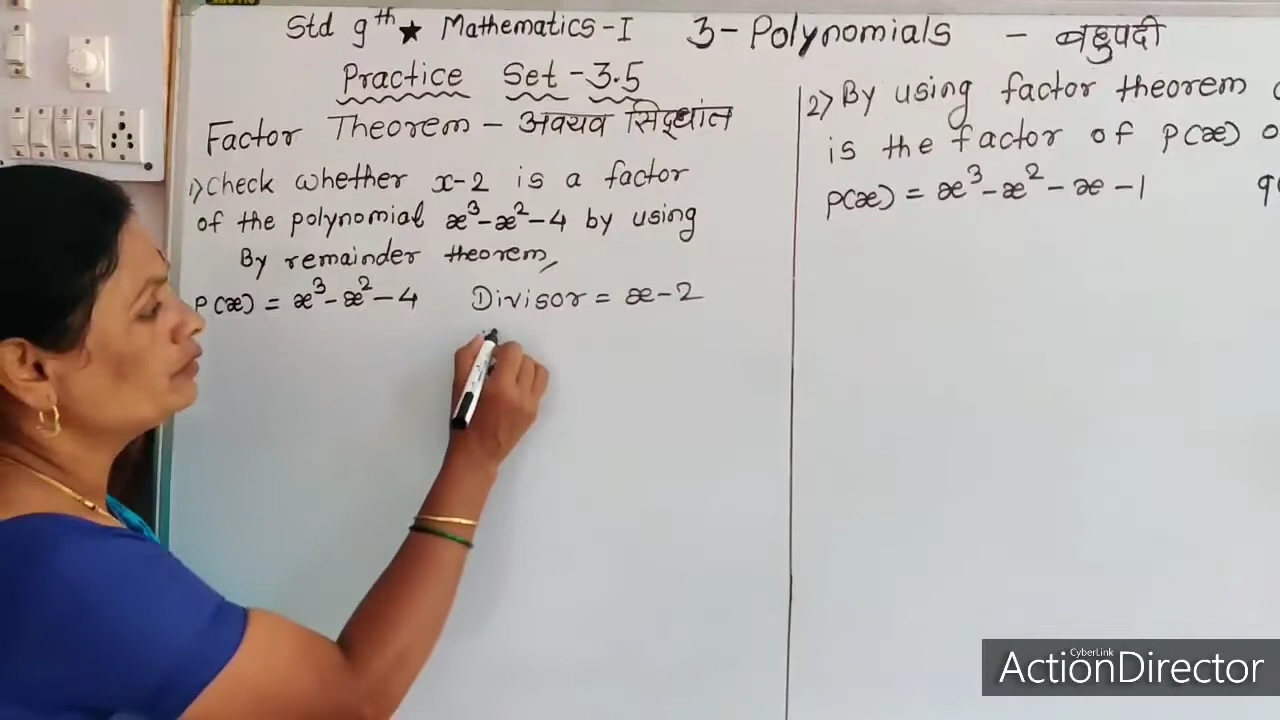 Std 9th ★ Mathematics-I 3-Polynomials - बहुपदी
Practice Set-3.5
Factor Theorem - अवयव सिद्धांत
1) Check whether x-2 is a factor
of the polynomial x³-x²-4 by using
By remainder theorem,
P(x) = x³-x²-4 Divisor = x-2
2) By using factor theorem
is the factor of P(x)
P(x) = x³-x²-x-1
CyberLink
ActionDirector